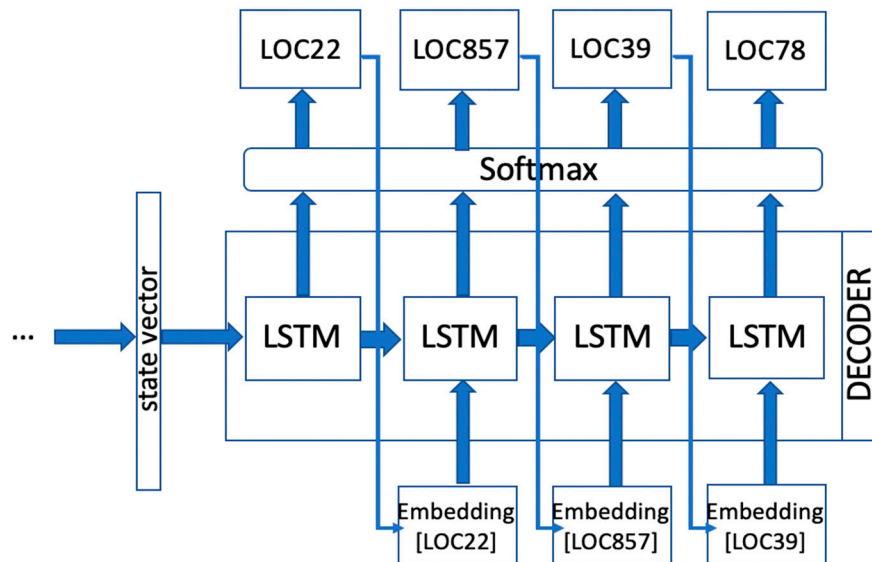 LOC22
LOC857
LOC39
LOC78
Softmax
...
state vector
LSTM
LSTM
LSTM
LSTM
DECODER
Embedding
[LOC22]
Embedding
[LOC857]
Embedding
[LOC39]